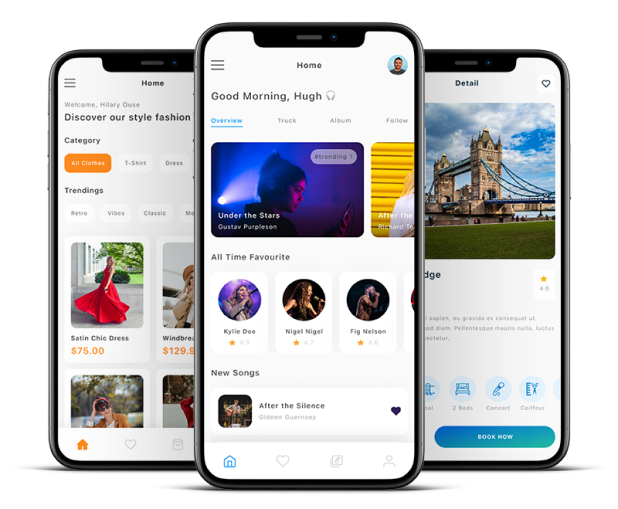 Home
Welcome, Hilary Ouse
Discover our style fashion
Category
All Clothes
T-Shirt
Dress
Trendings
Retro
Vibes
Classic
Mo
Satin Chic Dress
$75.00
Windbrea
$129.9
Home
Good Morning, Hugh
Overview
Truck
Album
Follow
#trending 1
Under the Stars
Gustav Purpleson
After the
Richard Te
All Time Favourite
Kylie Doe
4.9
Nigel Nigel
4.7
Fig Nelson
4.6
New Songs
After the Silence
Gideon Guernsey
Detail
dge
4.9
sapien, eu gravida ex consequat ut.
od diam. Pellentesque mauris nulla, luctus
ectetur.
2 Beds
Concert
Coiffeur
BOOK NOW